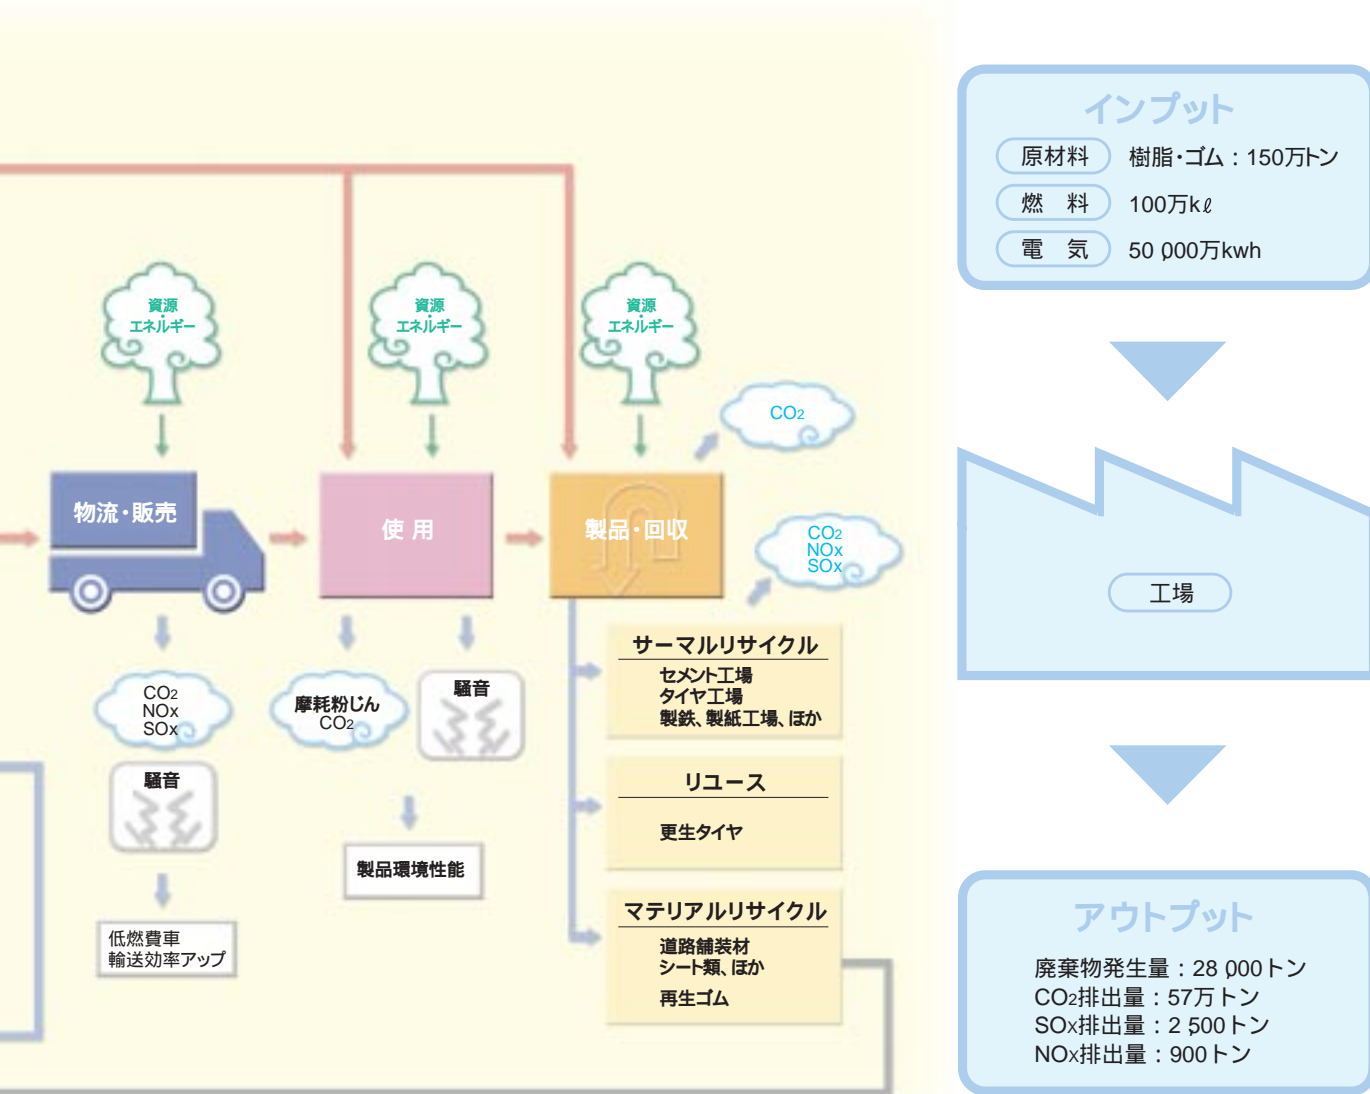 資源
エネルギー
資源
エネルギー
資源
エネルギー
CO2
物流・販売
使用
製品・回収
CO2
NOx
SOx
CO2
NOx
SOx
騒音
低燃費車
輸送効率アップ
摩耗粉じん
CO2
騒音
製品環境性能
サーマルリサイクル
セメント工場
タイヤ工場
製鉄、製紙工場、ほか
リユース
更生タイヤ
マテリアルリサイクル
道路舗装材
シート類、ほか
再生ゴム
インプット
原材料 樹脂・ゴム：150万トン
燃　料 100万kℓ
電　気 50,000万kwh
工場
アウトプット
廃棄物発生量：28,000トン
CO2排出量：57万トン
SOx排出量：2,500トン
NOx排出量：900トン